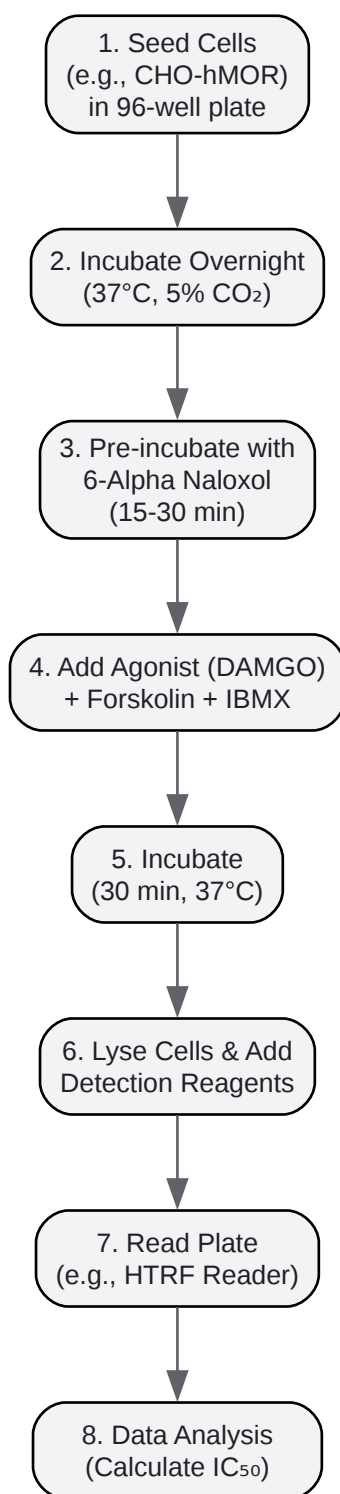 1. Seed Cells
(e.g., CHO-hMOR)
in 96-well plate
2. Incubate Overnight
(37°C, 5% CO₂)
3. Pre-incubate with
6-Alpha Naloxol
(15-30 min)
4. Add Agonist (DAMGO)
+ Forskolin + IBMX
5. Incubate
(30 min, 37°C)
6. Lyse Cells & Add
Detection Reagents
7. Read Plate
(e.g., HTRF Reader)
8. Data Analysis
(Calculate IC₅₀)